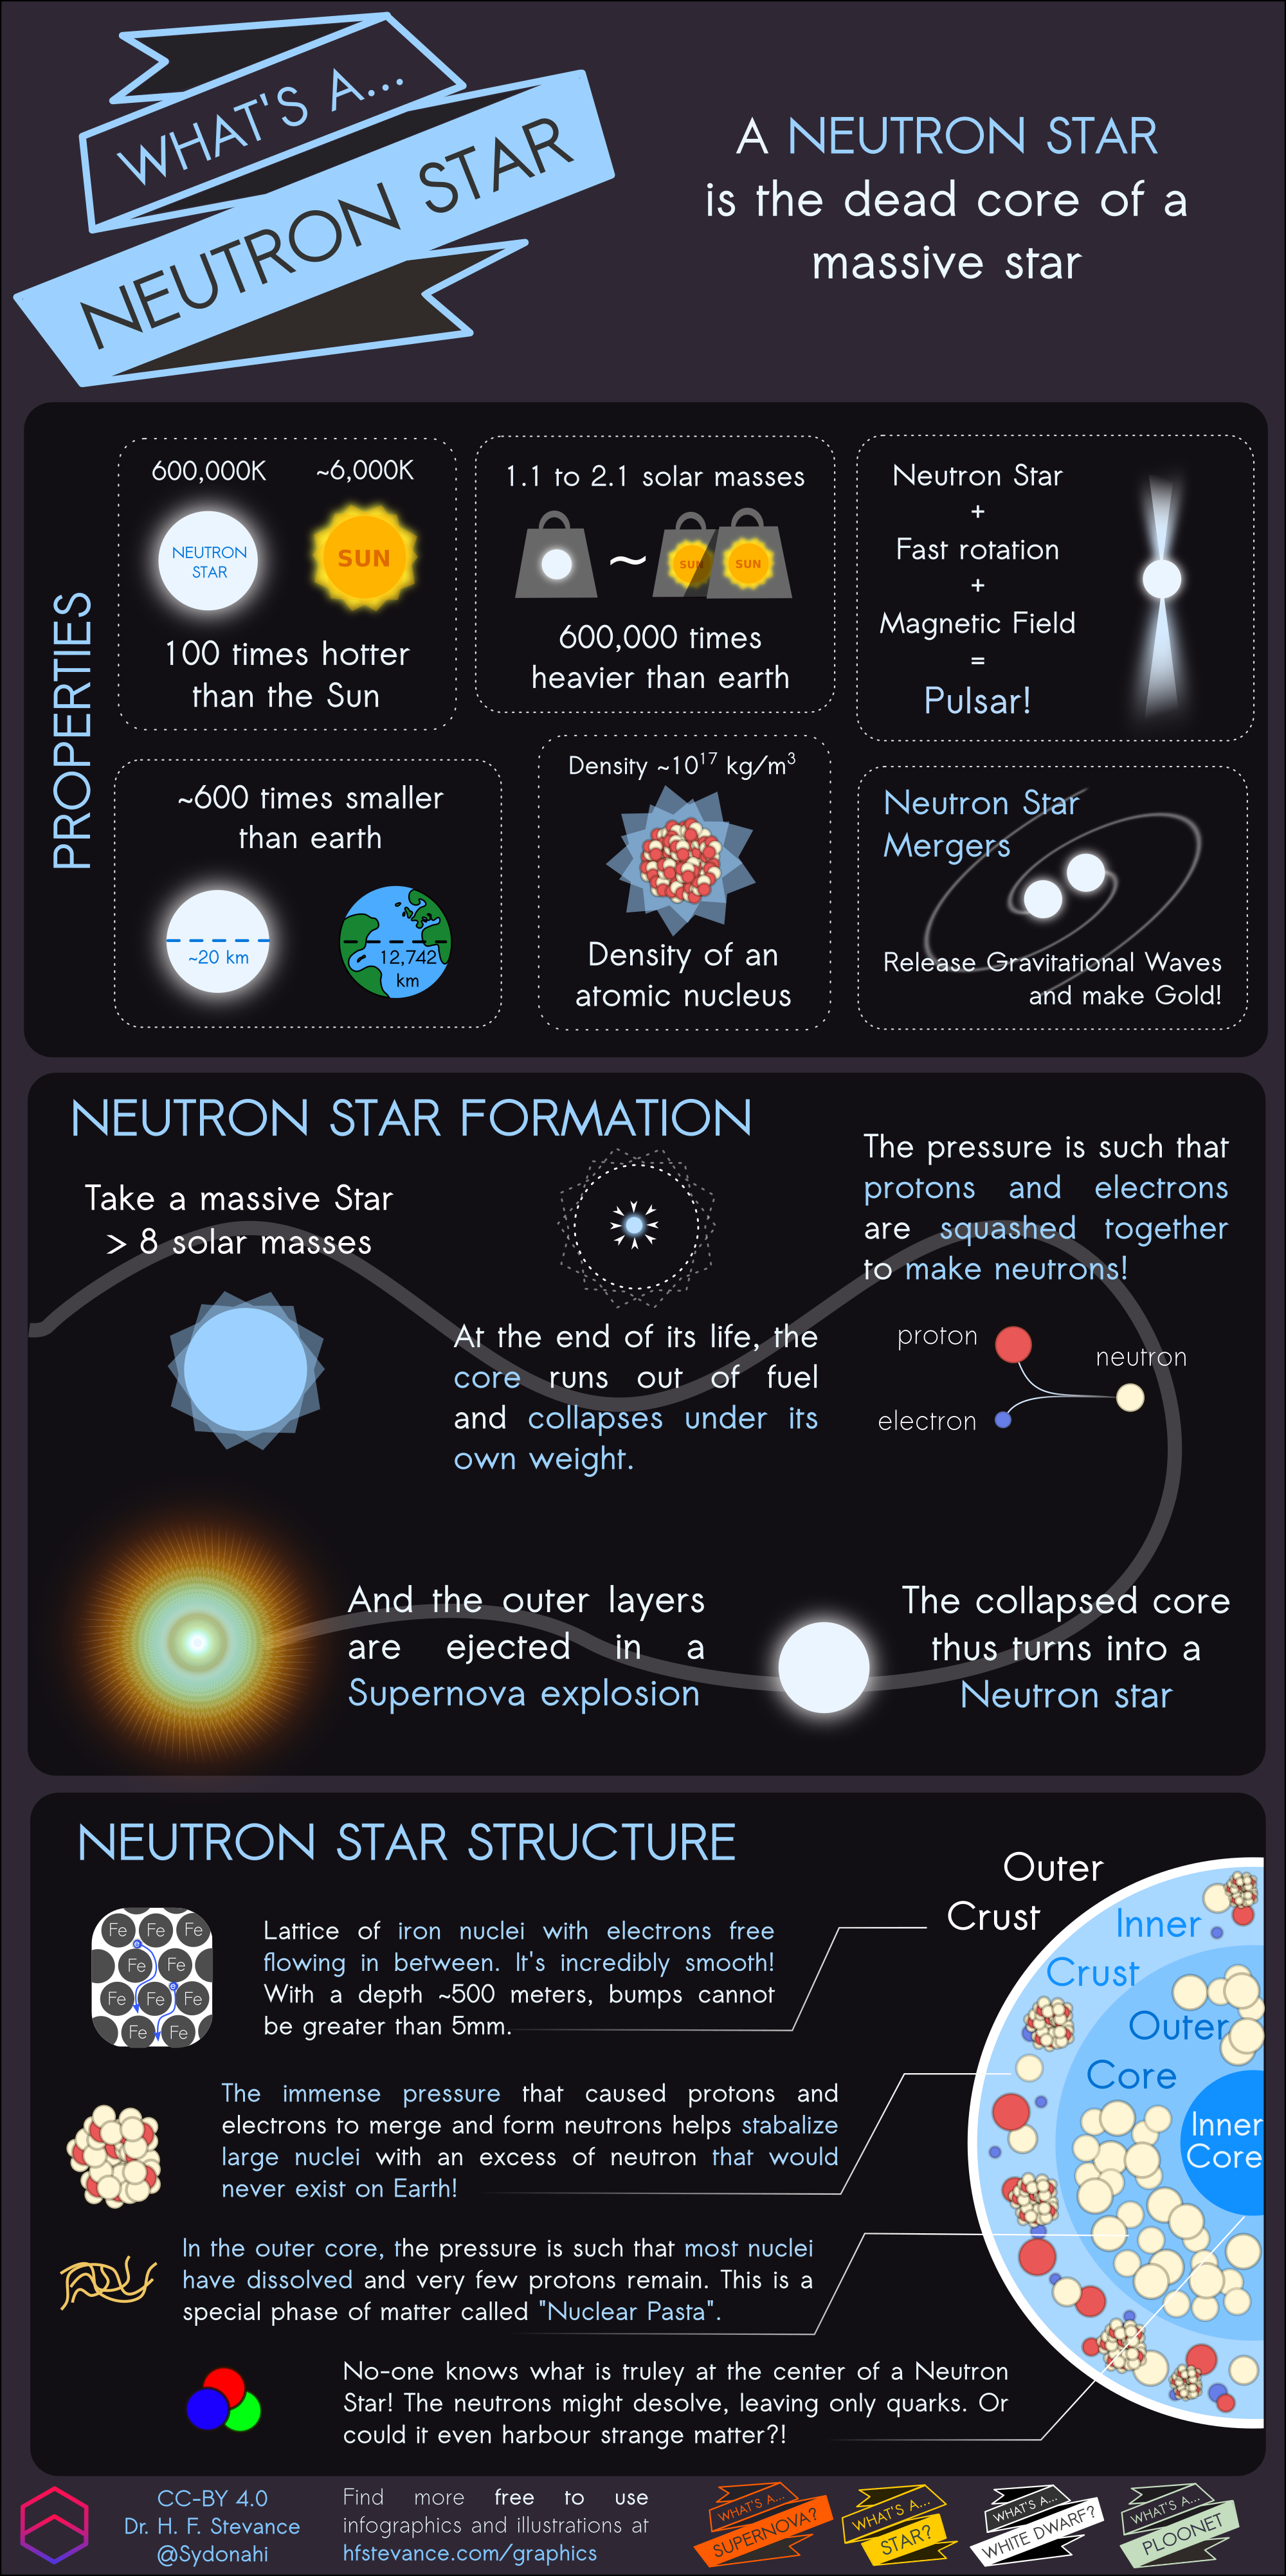 WHAT'S A...
NEUTRON STAR
A NEUTRON STAR
is the dead core of a
massive star
PROPERTIES
600,000K
~6,000K
NEUTRON
STAR
SUN
100 times hotter
than the Sun
1.1 to 2.1 solar masses
~
SUN
SUN
600,000 times
heavier than earth
Neutron Star
+
Fast rotation
+
Magnetic Field
=
Pulsar!
~600 times smaller
than earth
~20 km
12,742
km
Density ~10¹⁷ kg/m³
Density of an
atomic nucleus
Neutron Star
Mergers
Release Gravitational Waves
and make Gold!
NEUTRON STAR FORMATION
Take a massive Star
> 8 solar masses
At the end of its life, the
core runs out of fuel
and collapses under its
own weight.
The pressure is such that
protons and electrons
are squashed together
to make neutrons!
proton
neutron
electron
And the outer layers
are ejected in a
Supernova explosion
The collapsed core
thus turns into a
Neutron star
NEUTRON STAR STRUCTURE
Fe Fe Fe
Fe Fe
Fe Fe Fe
Fe Fe
Lattice of iron nuclei with electrons free
flowing in between. It's incredibly smooth!
With a depth ~500 meters, bumps cannot
be greater than 5mm.
The immense pressure that caused protons and
electrons to merge and form neutrons helps stabalize
large nuclei with an excess of neutron that would
never exist on Earth!
In the outer core, the pressure is such that most nuclei
have dissolved and very few protons remain. This is a
special phase of matter called "Nuclear Pasta".
No-one knows what is truley at the center of a Neutron
Star! The neutrons might desolve, leaving only quarks. Or
could it even harbour strange matter?!
Outer
Crust
Inner
Crust
Outer
Core
Inner
Core
CC-BY 4.0
Dr. H. F. Stevance
@Sydonahi
Find more free to use
infographics and illustrations at
hfstevance.com/graphics
WHAT'S A...
SUPERNOVA?
WHAT'S A...
STAR?
WHAT'S A...
WHITE DWARF?
WHAT'S A...
PLOONET